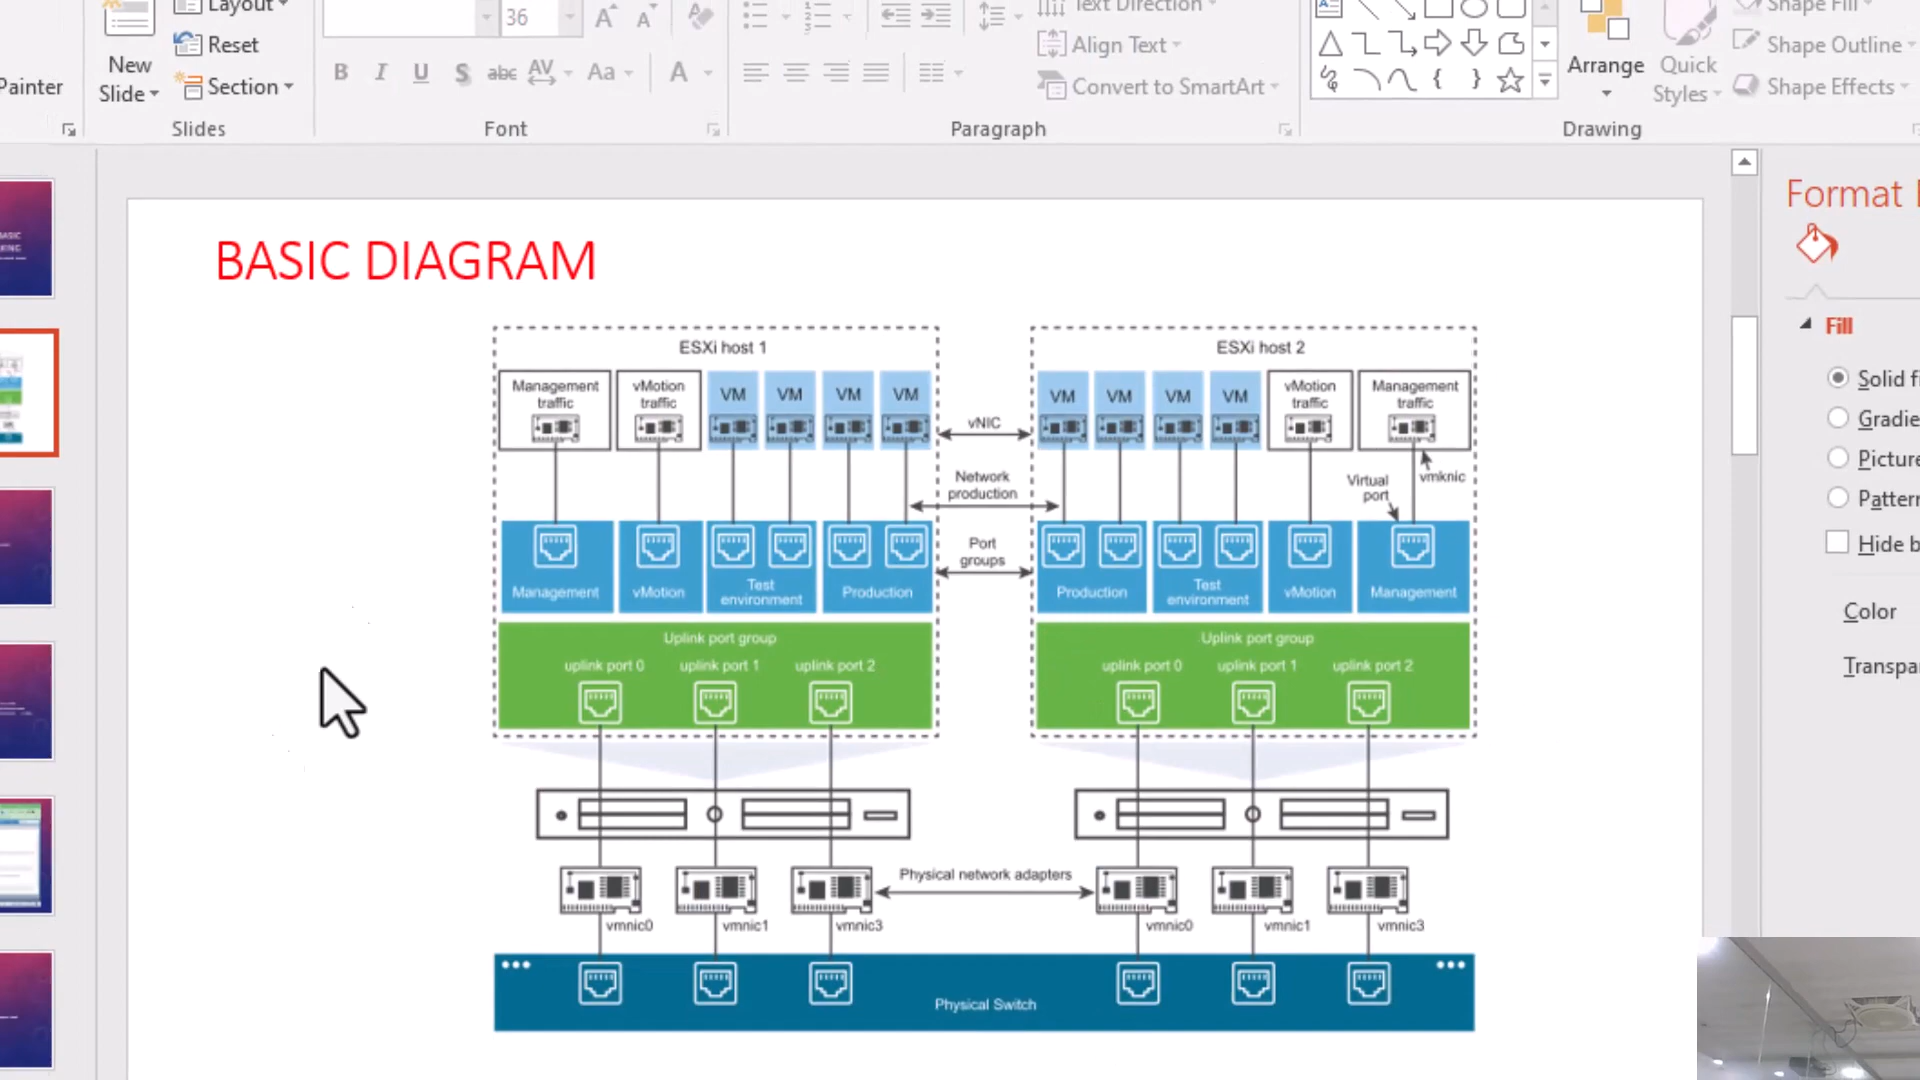 Layout
36
Text Direction
Shape Fill
Reset
Align Text
Shape Outline
Painter
New
Slide
Section
B I U S abc AV Aa A
Convert to SmartArt
Arrange
Quick
Styles
Shape Effects
Slides
Font
Paragraph
Drawing
Format
BASIC DIAGRAM
Fill
Solid fi
Gradie
Picture
Pattern
Hide b
Color
Transpa
ESXi host 1
ESXi host 2
Management
traffic
vMotion
traffic
VM
VM
VM
VM
vNIC
VM
VM
VM
VM
vMotion
traffic
Management
traffic
Network
production
Virtual
port
vmknic
Port
groups
Management
vMotion
Test
environment
Production
Production
Test
environment
vMotion
Management
Uplink port group
uplink port 0 uplink port 1 uplink port 2
Uplink port group
uplink port 0 uplink port 1 uplink port 2
Physical network adapters
vmnic0 vmnic1 vmnic3
vmnic0 vmnic1 vmnic3
Physical Switch